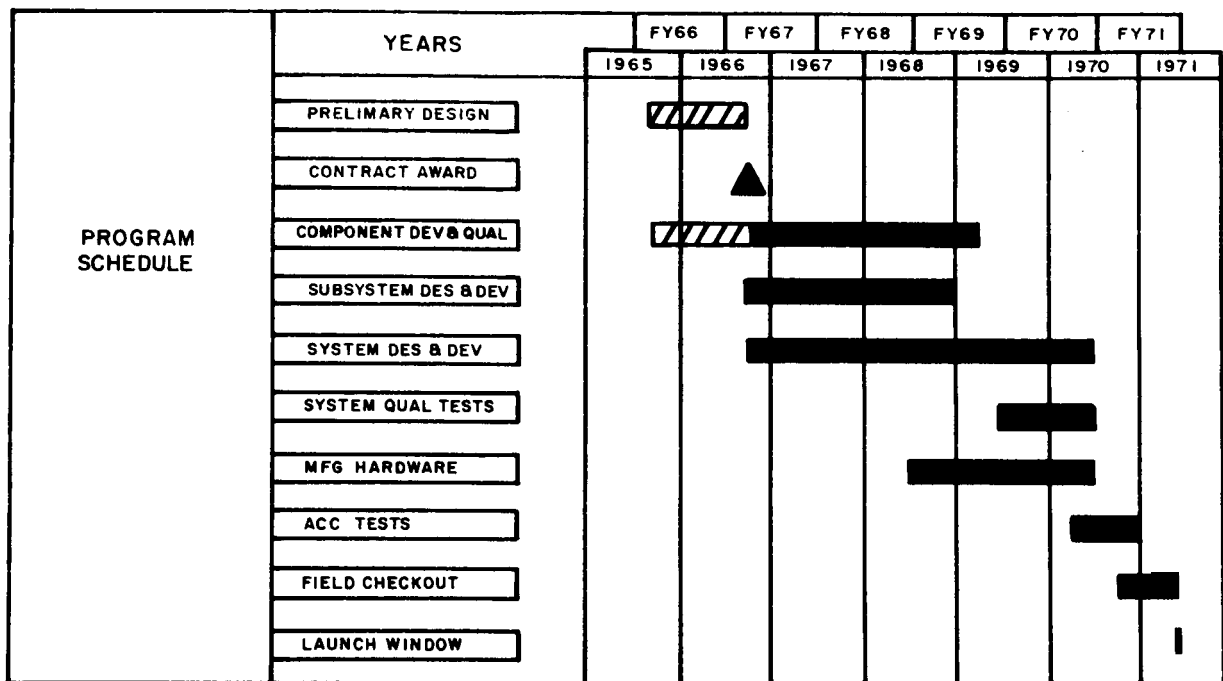 YEARS
FY66 FY67 FY68 FY69 FY70 FY71
1965 1966 1967 1968 1969 1970 1971
PROGRAM
SCHEDULE
PRELIMARY DESIGN
CONTRACT AWARD
COMPONENT DEV & QUAL
SUBSYSTEM DES & DEV
SYSTEM DES & DEV
SYSTEM QUAL TESTS
MFG HARDWARE
ACC TESTS
FIELD CHECKOUT
LAUNCH WINDOW